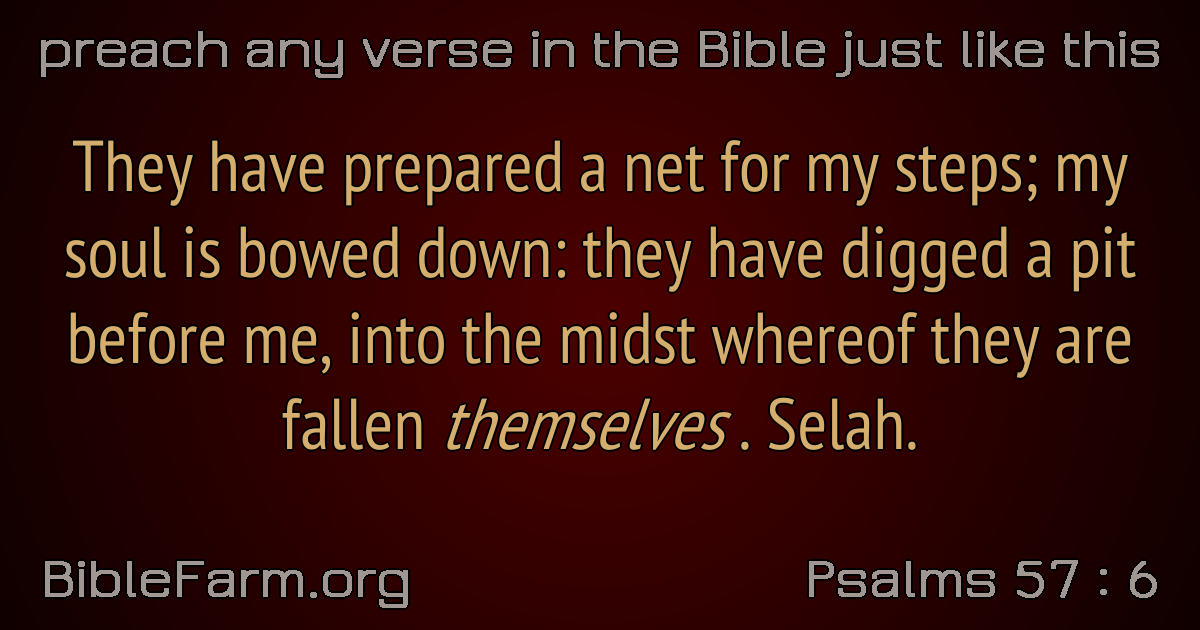 preach any verse in the Bible just like this
They have prepared a net for my steps; my
soul is bowed down: they have digged a pit
before me, into the midst whereof they are
fallen themselves . Selah.
BibleFarm.org
Psalms 57 : 6